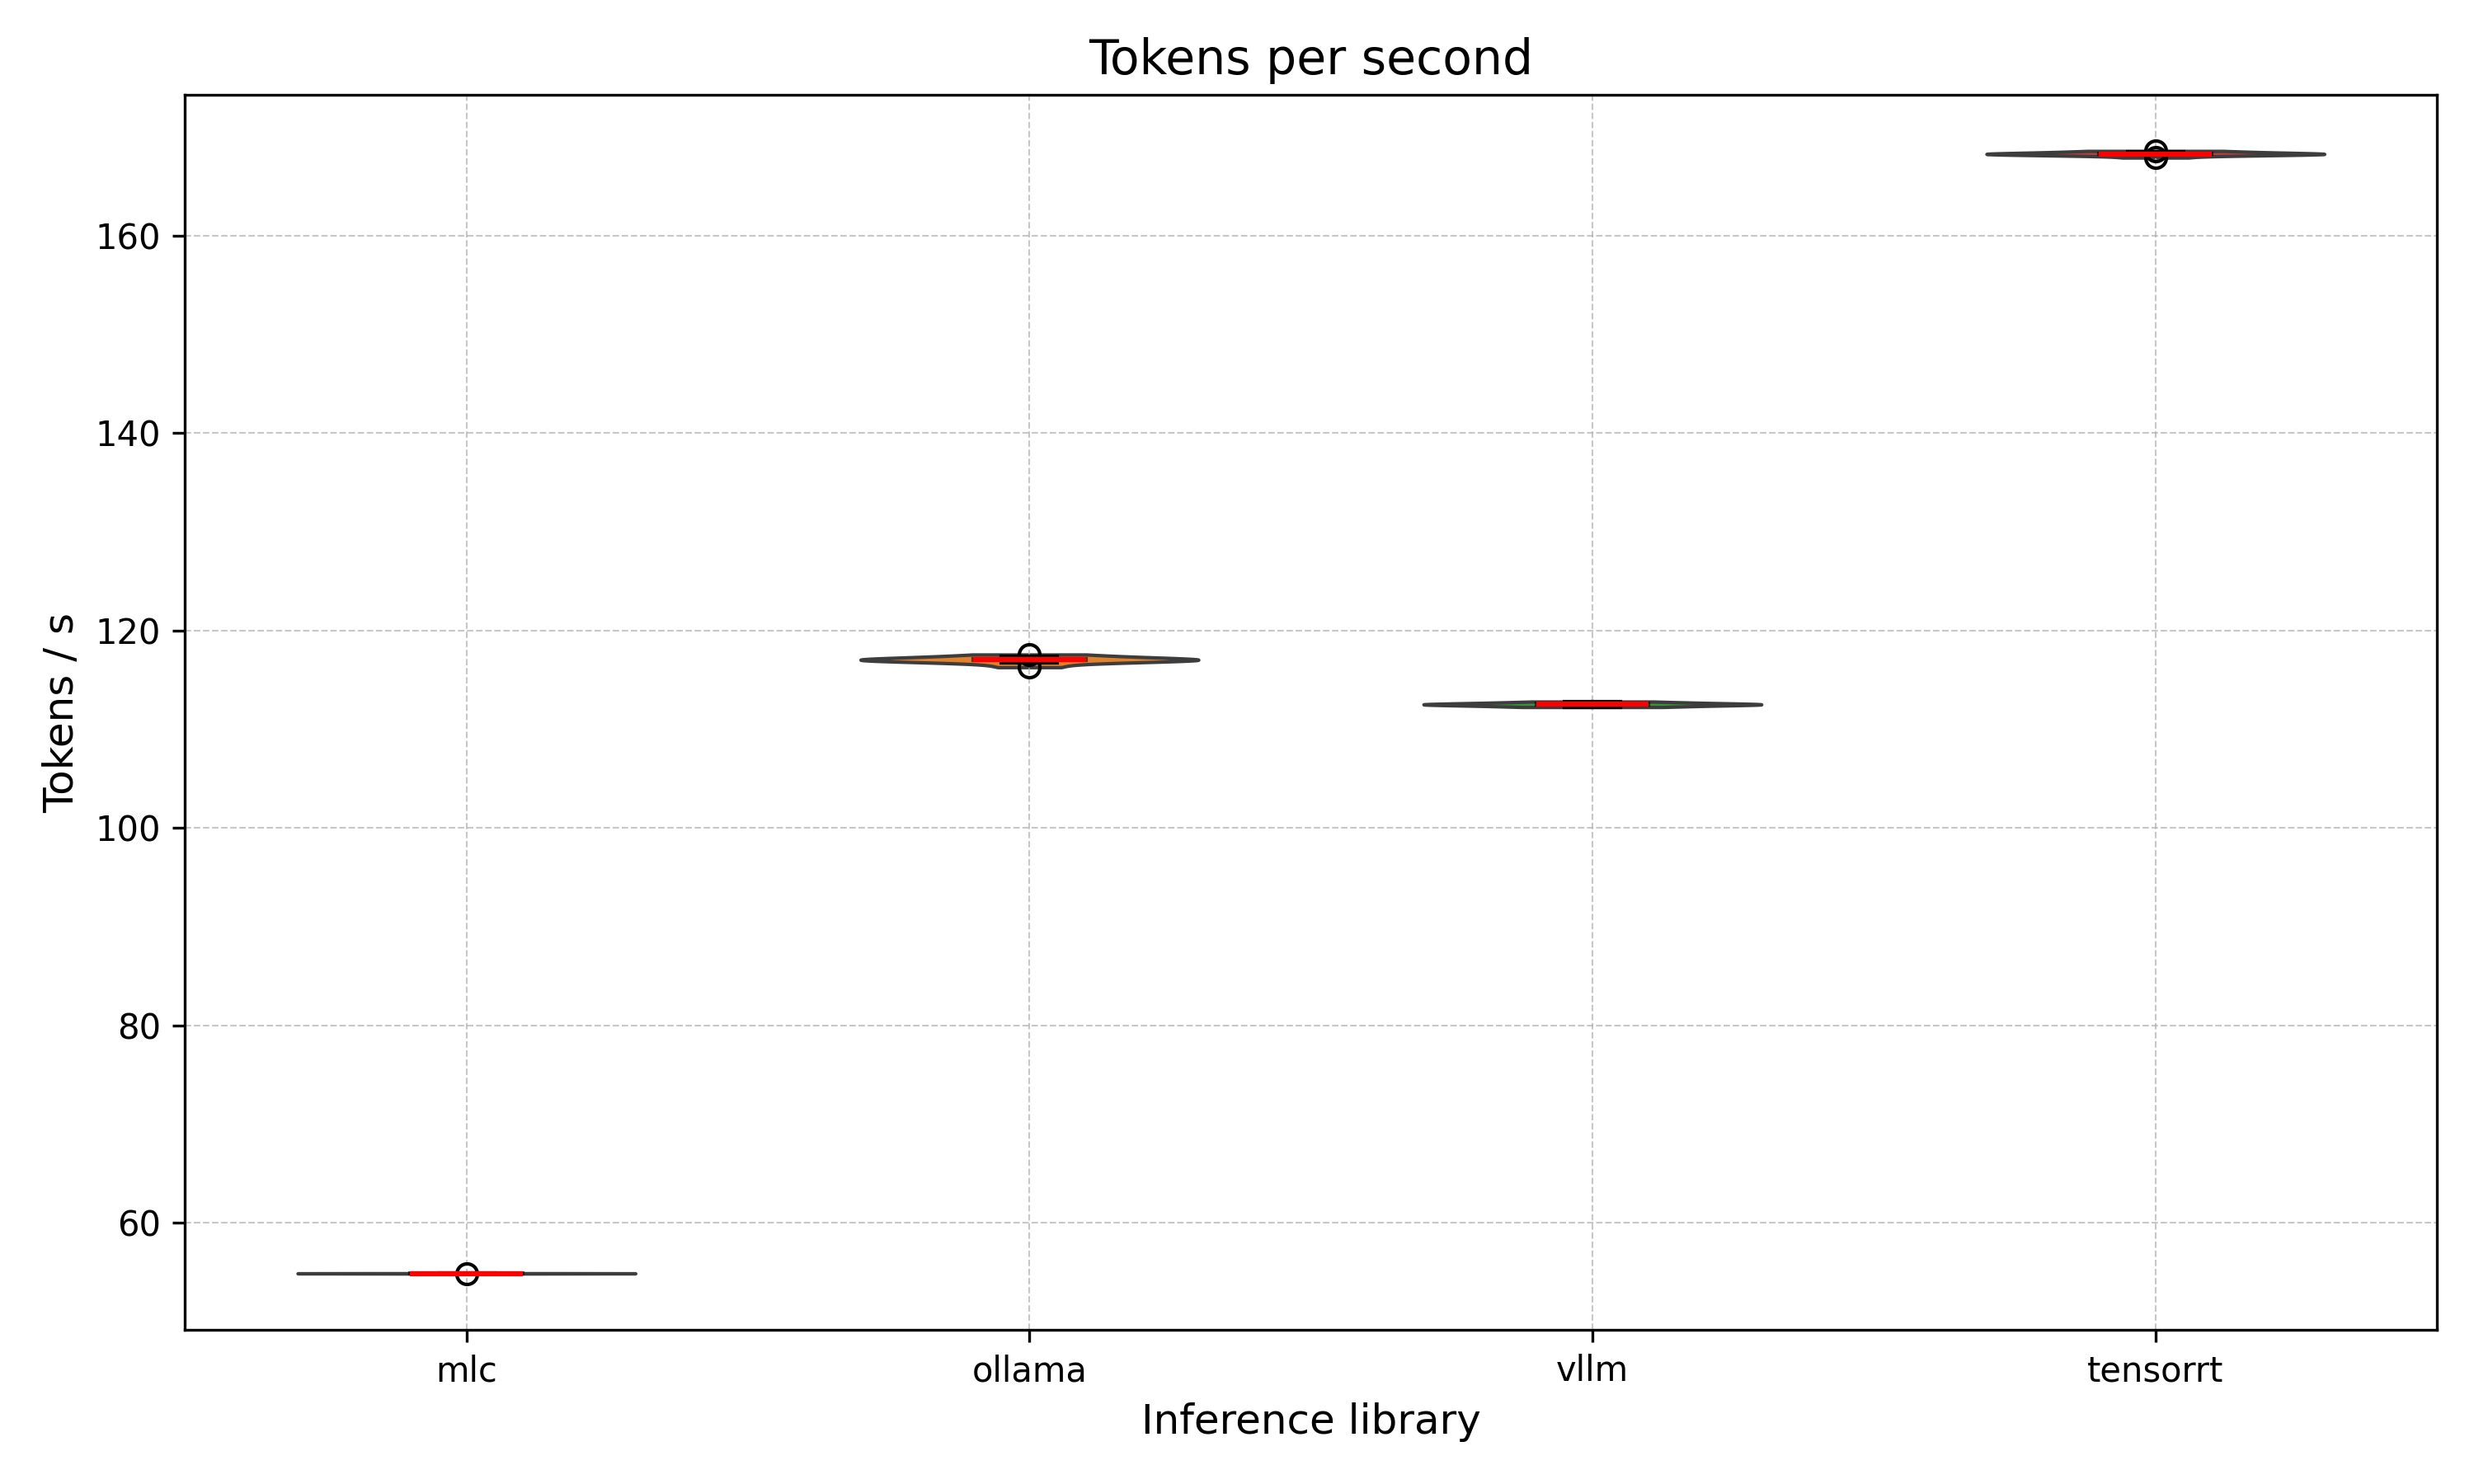 Tokens per second
Tokens / s
160
140
120
100
80
60
mlc
ollama
vllm
tensorrt
Inference library